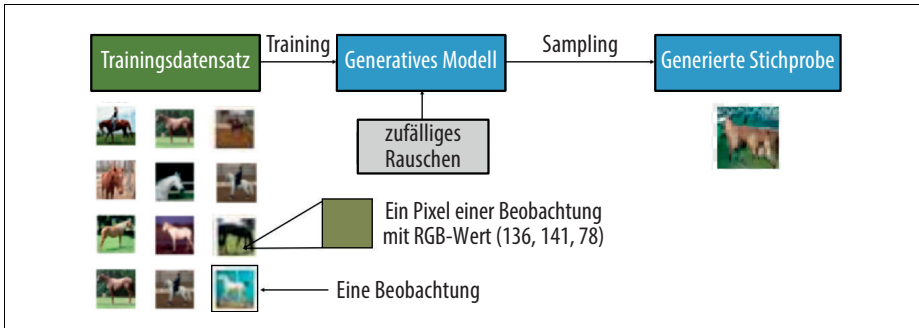 Trainingsdatensatz
Training
Generatives Modell
Sampling
Generierte Stichprobe
zufälliges
Rauschen
Ein Pixel einer Beobachtung
mit RGB-Wert (136, 141, 78)
Eine Beobachtung